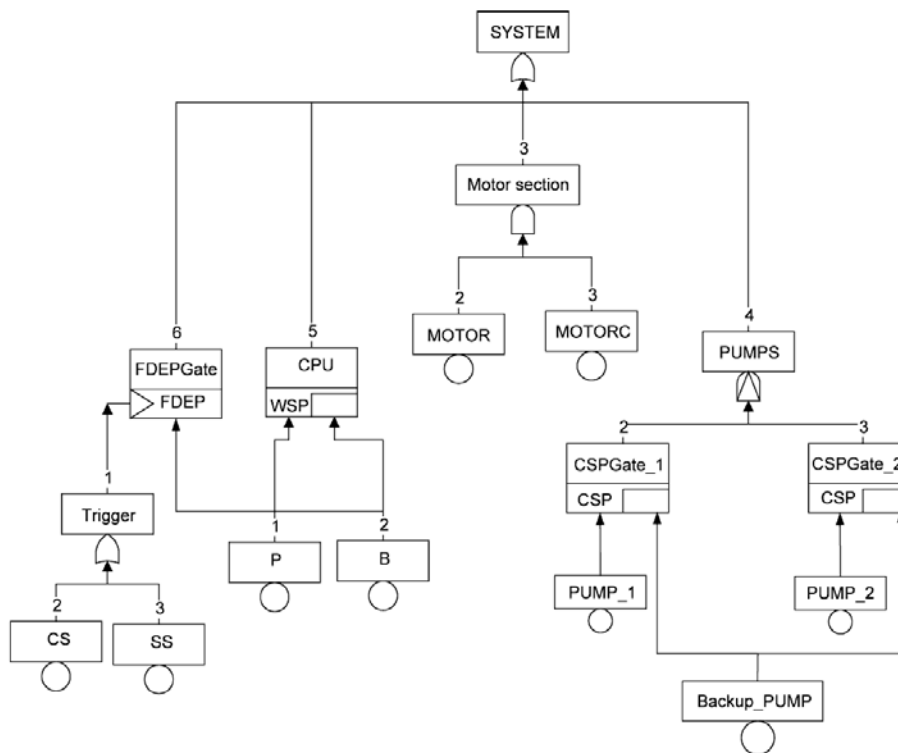 SYSTEM
3
Motor section
6
5
4
2
3
FDEPGate
FDEP
CPU
WSP
MOTOR
MOTORC
PUMPS
2
3
CSPGate_1
CSP
CSPGate_2
CSP
1
Trigger
1
2
P
B
PUMP_1
PUMP_2
2
3
CS
SS
Backup_PUMP